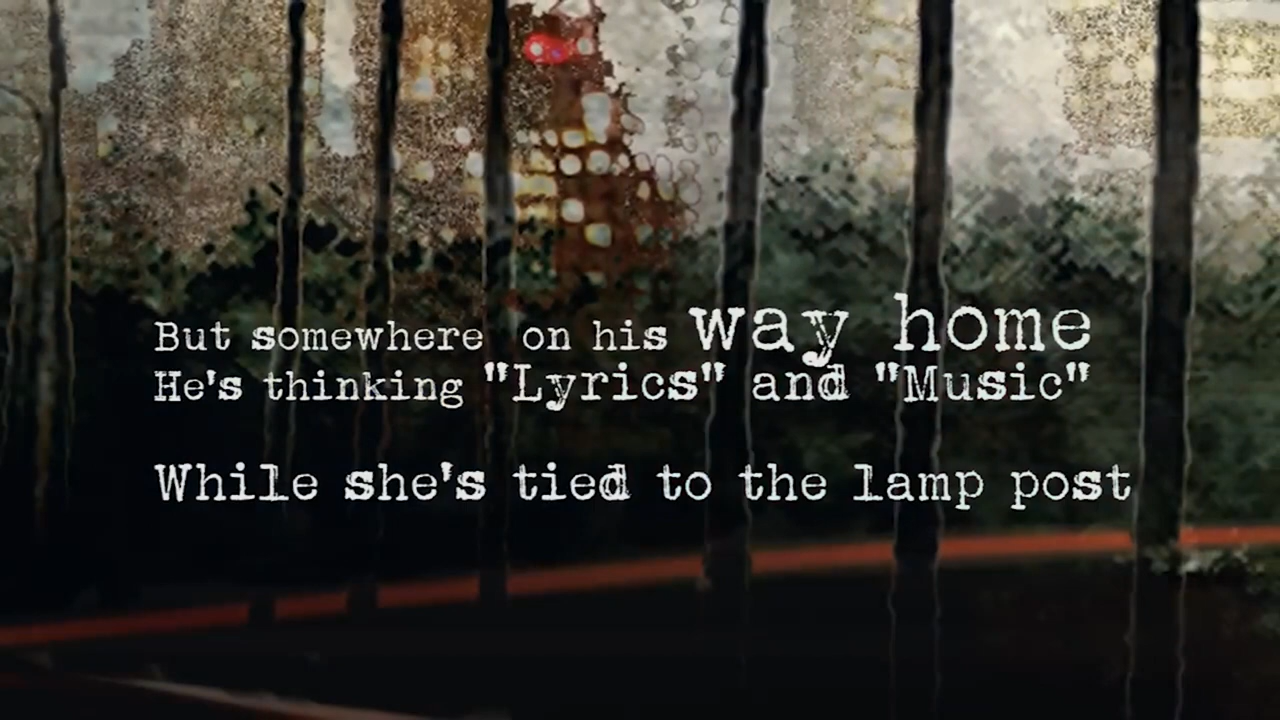 But somewhere on his way home
He's thinking "Lyrics" and "Music"
While she's tied to the lamp post